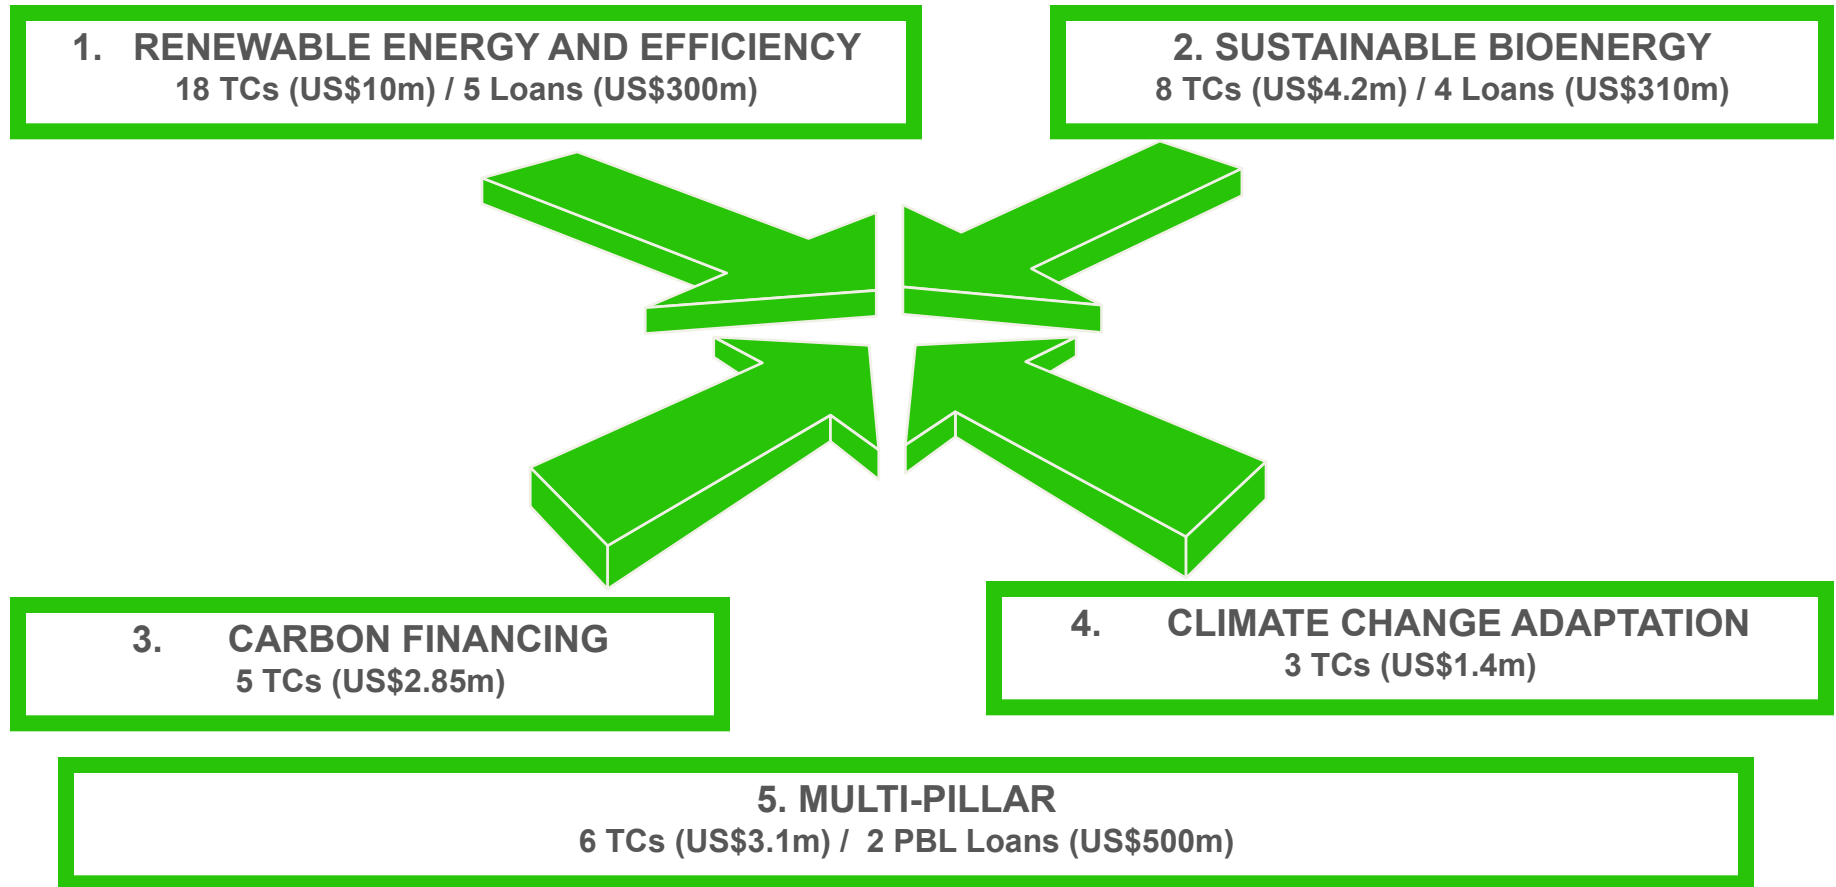 1. RENEWABLE ENERGY AND EFFICIENCY
18 TCs (US$10m) / 5 Loans (US$300m)
2. SUSTAINABLE BIOENERGY
8 TCs (US$4.2m) / 4 Loans (US$310m)
3. CARBON FINANCING
5 TCs (US$2.85m)
4. CLIMATE CHANGE ADAPTATION
3 TCs (US$1.4m)
5. MULTI-PILLAR
6 TCs (US$3.1m) / 2 PBL Loans (US$500m)